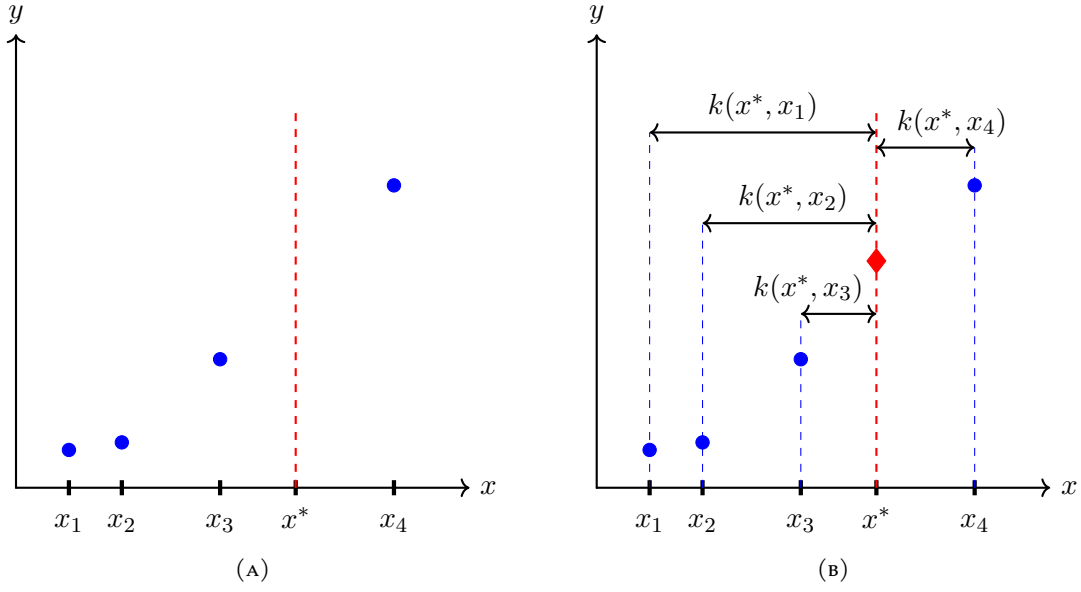 y
x
x₁ x₂ x₃ x* x₄
(A)
y
k(x*, x₁)
k(x*, x₄)
k(x*, x₂)
k(x*, x₃)
x
x₁ x₂ x₃ x* x₄
(B)